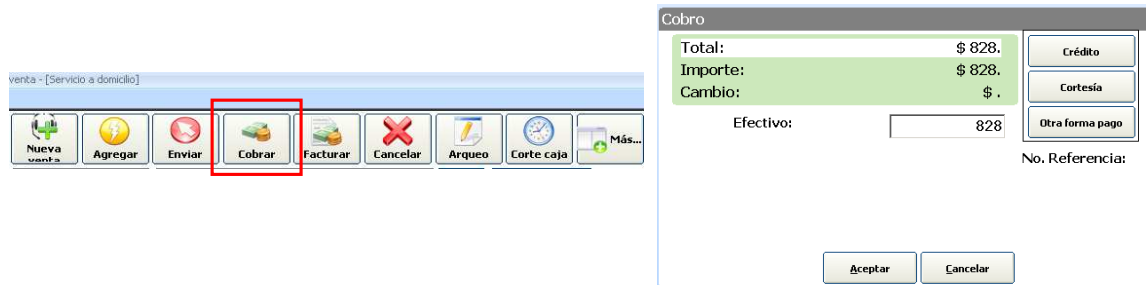 venta - [Servicio a domicilio]
Nueva venta
Agregar
Enviar
Cobrar
Facturar
Cancelar
Arqueo
Corte caja
Más...
Cobro
Total: $ 828.
Importe: $ 828.
Cambio: $ .
Efectivo: 828
Crédito
Cortesía
Otra forma pago
No. Referencia:
Aceptar
Cancelar